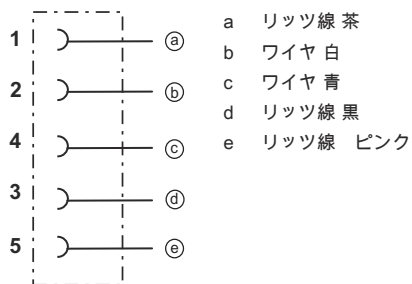 1 ⓐ
2 ⓑ
4 ⓒ
3 ⓓ
5 ⓔ
a リッツ線 茶
b ワイヤ 白
c ワイヤ 青
d リッツ線 黒
e リッツ線　ピンク